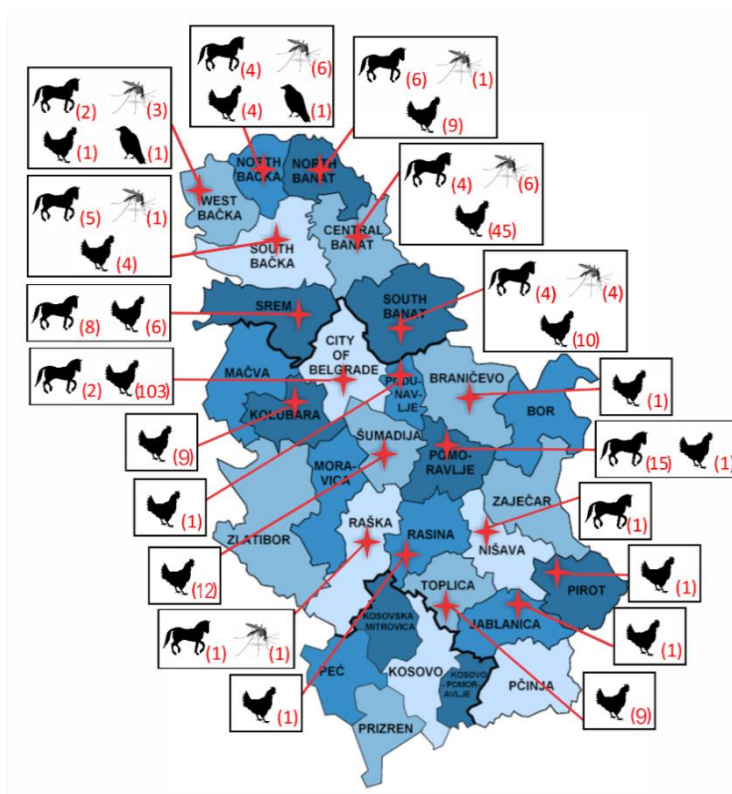 (4) (6)
(4) (1)
(6) (1)
(9)
(2) (3)
(1) (1)
(4) (6)
(45)
(5) (1)
(4)
(4) (4)
(10)
(8) (6)
(2) (103)
(1)
(9)
(15) (1)
(1)
(1)
(12)
(1)
(1) (1)
(1)
(1)
(9)
NORTH
BAČKA
NORTH
BANAT
WEST
BAČKA
CENTRAL
BANAT
SOUTH
BAČKA
SREM
SOUTH
BANAT
CITY
OF
BELGRADE
MAČVA
PODU-
NAV-
LJE
BRANIČEVO
BOR
KOLUBARA
ŠUMADIJA
POMO-
RAVLJE
MORA-
VICA
ZAJEČAR
ZLATIBOR
RAŠKA
RASINA
NIŠAVA
TOPLICA
PIROT
JABLANICA
KOSOVSKA
MITROVICA
PEĆ
KOSOVO
KOSOVO
-POMOR-
AVLJE
PČINJA
PRIZREN